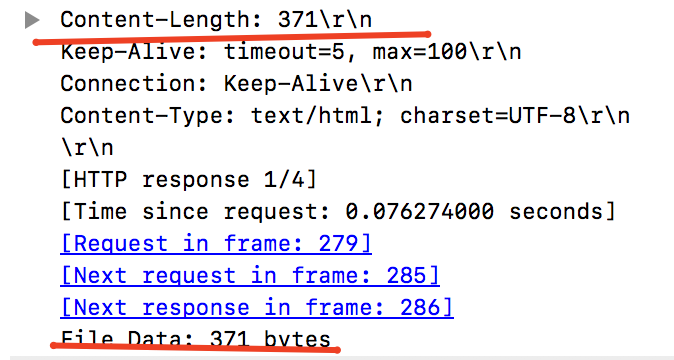 Content-Length: 371\r\n
Keep-Alive: timeout=5, max=100\r\n
Connection: Keep-Alive\r\n
Content-Type: text/html; charset=UTF-8\r\n
\r\n
[HTTP response 1/4]
[Time since request: 0.076274000 seconds]
[Request in frame: 279]
[Next request in frame: 285]
[Next response in frame: 286]
File Data: 371 bytes